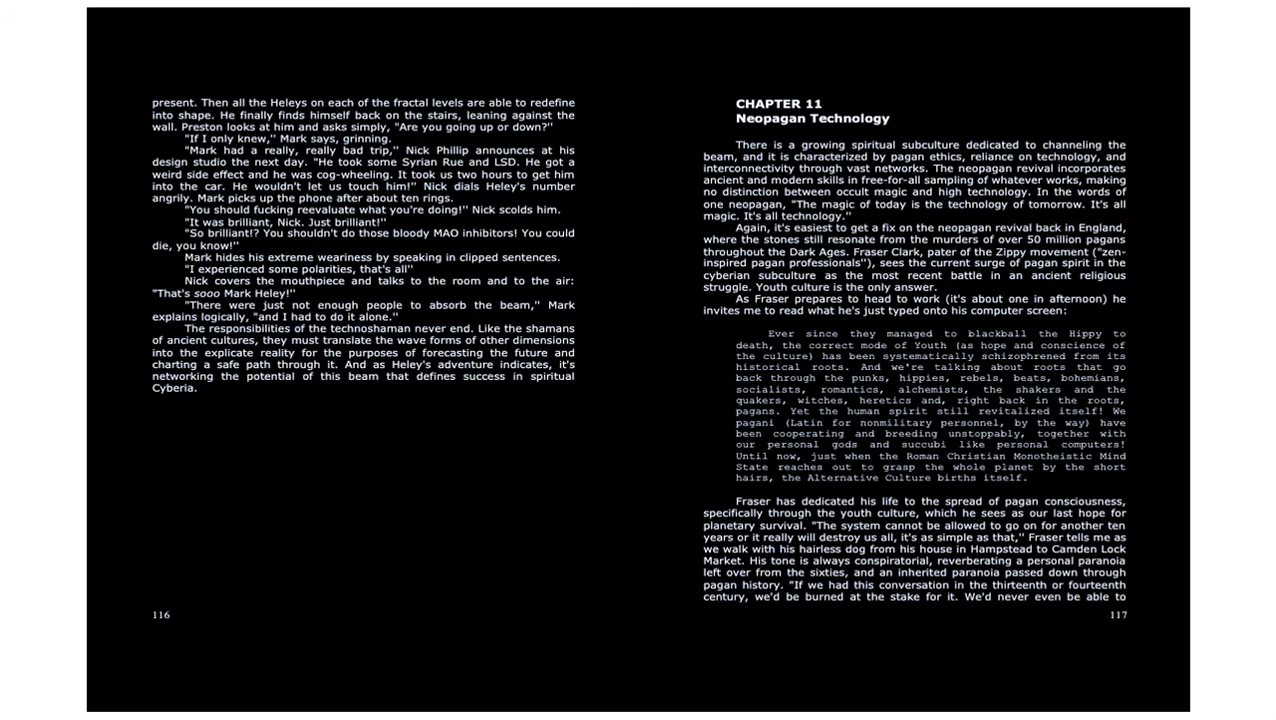 present. Then all the Heleys on each of the fractal levels are able to redefine
into shape. He finally finds himself back on the stairs, leaning against the
wall. Preston looks at him and asks simply, "Are you going up or down?''
"If I only knew,'' Mark says, grinning.
"Mark had a really, really bad trip,'' Nick Phillip announces at his
design studio the next day. "He took some Syrian Rue and LSD. He got a
weird side effect and he was cog-wheeling. It took us two hours to get him
into the car. He wouldn't let us touch him!'' Nick dials Heley's number
angrily. Mark picks up the phone after about ten rings.
"You should fucking reevaluate what you're doing!'' Nick scolds him.
"It was brilliant, Nick. Just brilliant!''
"So brilliant!? You shouldn't do those bloody MAO inhibitors! You could
die, you know!''
Mark hides his extreme weariness by speaking in clipped sentences.
"I experienced some polarities, that's all''
Nick covers the mouthpiece and talks to the room and to the air:
"That's sooo Mark Heley!''
"There were just not enough people to absorb the beam,'' Mark
explains logically, "and I had to do it alone.''
The responsibilities of the technoshaman never end. Like the shamans
of ancient cultures, they must translate the wave forms of other dimensions
into the explicate reality for the purposes of forecasting the future and
charting a safe path through it. And as Heley's adventure indicates, it's
networking the potential of this beam that defines success in spiritual
Cyberia.
116
CHAPTER 11
Neopagan Technology
There is a growing spiritual subculture dedicated to channeling the
beam, and it is characterized by pagan ethics, reliance on technology, and
interconnectivity through vast networks. The neopagan revival incorporates
ancient and modern skills in free-for-all sampling of whatever works, making
no distinction between occult magic and high technology. In the words of
one neopagan, "The magic of today is the technology of tomorrow. It's all
magic. It's all technology.''
Again, it's easiest to get a fix on the neopagan revival back in England,
where the stones still resonate from the murders of over 50 million pagans
throughout the Dark Ages. Fraser Clark, pater of the Zippy movement ("zen-
inspired pagan professionals''), sees the current surge of pagan spirit in the
cyberian subculture as the most recent battle in an ancient religious
struggle. Youth culture is the only answer.
As Fraser prepares to head to work (it's about one in afternoon) he
invites me to read what he's just typed onto his computer screen:
Ever since they managed to blackball the Hippy to
death, the correct mode of Youth (as hope and conscience of
the culture) has been systematically schizophrened from its
historical roots. And we're talking about roots that go
back through the punks, hippies, rebels, beats, bohemians,
socialists, romantics, alchemists, the shakers and the
quakers, witches, heretics and, right back in the roots,
pagans. Yet the human spirit still revitalized itself! We
pagani (Latin for nonmilitary personnel, by the way) have
been cooperating and breeding unstoppably, together with
our personal gods and succubi like personal computers!
Until now, just when the Roman Christian Monotheistic Mind
State reaches out to grasp the whole planet by the short
hairs, the Alternative Culture births itself.
Fraser has dedicated his life to the spread of pagan consciousness,
specifically through the youth culture, which he sees as our last hope for
planetary survival. "The system cannot be allowed to go on for another ten
years or it really will destroy us all, it's as simple as that,'' Fraser tells me as
we walk with his hairless dog from his house in Hampstead to Camden Lock
Market. His tone is always conspiratorial, reverberating a personal paranoia
left over from the sixties, and an inherited paranoia passed down through
pagan history. "If we had this conversation in the thirteenth or fourteenth
century, we'd be burned at the stake for it. We'd never even be able to
117